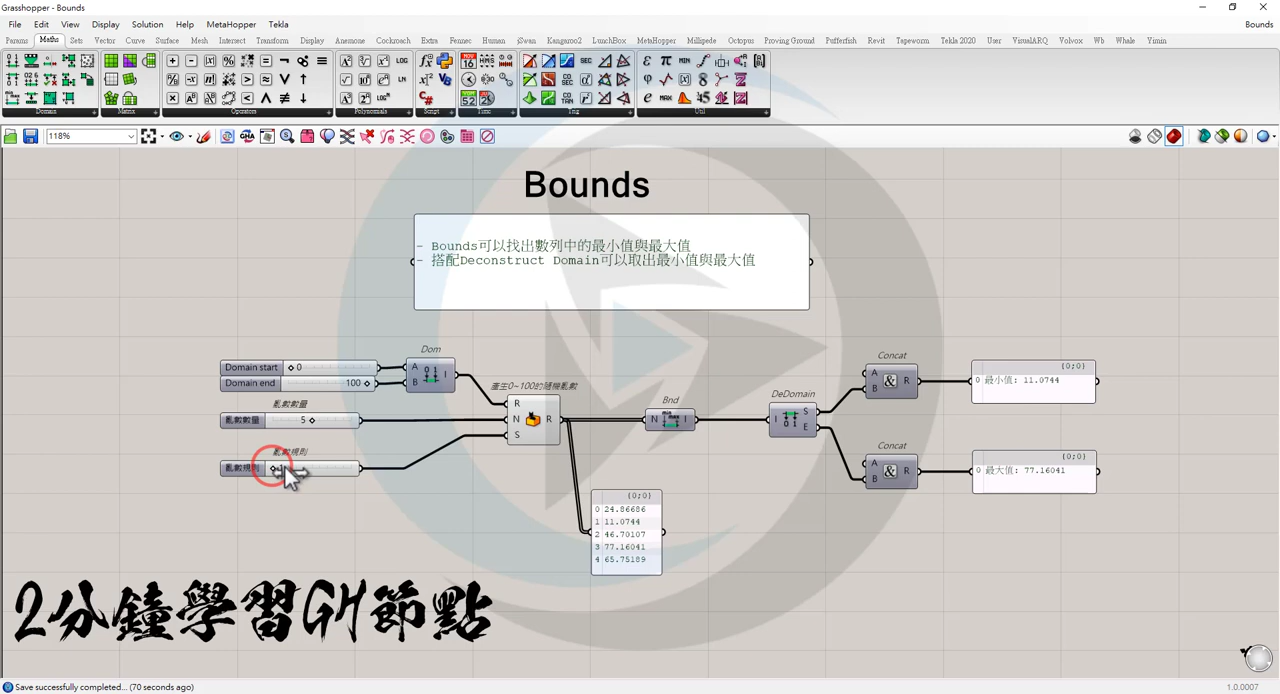 Grasshopper - Bounds
File Edit View Display Solution Help MetaHopper Tekla
Bounds
Params Maths Sets Vector Curve Surface Mesh Intersect Transform Display Anemone Cockroach Extra Fennec Human jSwan Kangaroo2 LunchBox MetaHopper Millipede Octopus Proving Ground Pufferfish Revit Tapeworm Tekla 2020 User VisualARQ Volvox Wb Whale Yimin
Domain Matrix Operators Polynomials Script Time Trig Util
118%
Bounds
- Bounds可以找出數列中的最小值與最大值
- 搭配Deconstruct Domain可以取出最小值與最大值
Dom
Domain start 0
Domain end 100
A
B
I
產生0~100的隨機亂數
R
N
S
R
亂數數量
亂數數量 5
亂數規則
亂數規則
Bnd
N I
DeDomain
I S
E
Concat
A
B
R
{0;0}
0 最小值: 11.0744
Concat
A
B
R
{0;0}
0 最大值: 77.16041
{0;0}
0 24.86686
1 11.0744
2 46.70107
3 77.16041
4 65.75189
2分鐘學習GH節點
Save successfully completed... (70 seconds ago)
1.0.0007